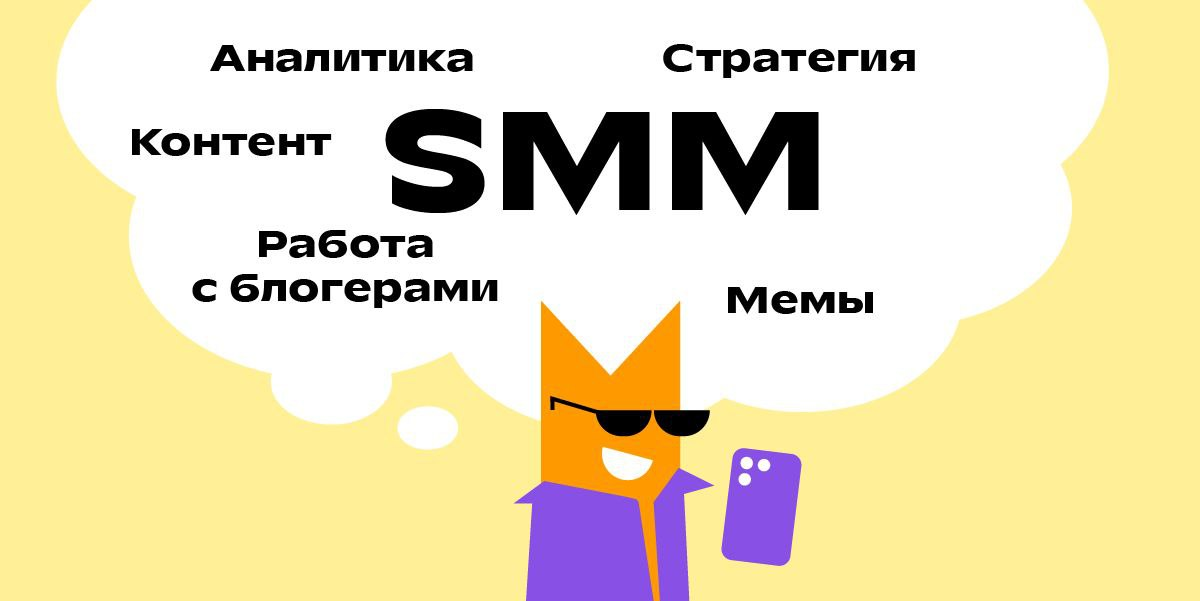 Аналитика
Стратегия
Контент
SMM
Работа
с блогерами
Мемы